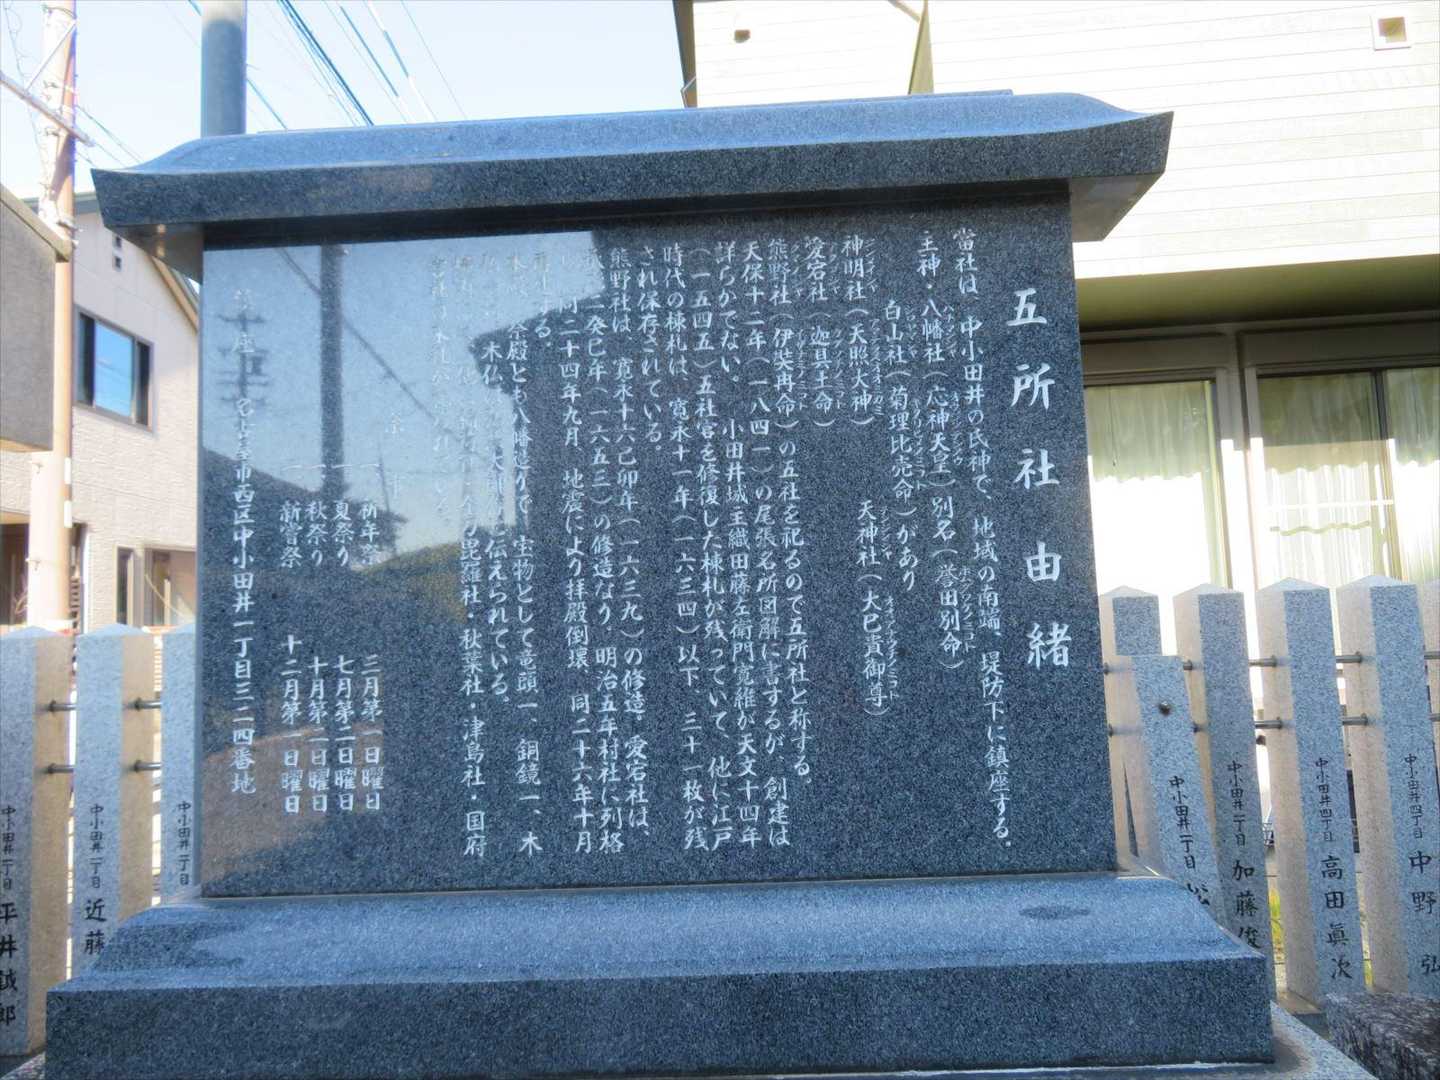 五所社由緒
當社は、中小田井の氏神で、地域の南端、堤防下に鎮座する。
主神・八幡社(応神天皇)別名(誉田別命)
白山社(菊理比売命)があり
神明社(天照大神)
天神社(大巳貴御尊)
愛宕社(迦具土命)
熊野社(伊奘冉命)の五社を祀るので五所社と称する。
天保十二年(一八四一)の尾張名所図解に書するが、創建は
詳らかでない。 小田井城主織田藤左衛門寛維が天文十四年
(一五四五)五社宮を修復した棟札が残っていて、他に江戸
時代の棟札は、寛永十一年(一六三四)以下、三十一枚が残
され保存されている。
熊野社は、寛永十六己卯年(一六三九)の修造、愛宕社は、
二癸巳年(一六五三)の修造なり、明治五年村社に列格
同二十四年九月、地震により拝殿倒壊、同二十六年十月
する。
祭殿とも八幡造りで、宝物として竜頭一、銅鏡一、木
木仏 伝えられている。
毘羅社・秋葉社・津島社・国府
祭
一 祈年祭 三月第一日曜日
一 夏祭り 七月第二日曜日
一 秋祭り 十月第二日曜日
一 新嘗祭 十二月第一日曜日
座 名古屋市西区中小田井一丁目三二四番地
中小田井一丁目 平井誠郎
中小田井一丁目 近藤
中小田井一丁目
中小田井一丁目 松
中小田井一丁目 加藤俊
中小田井四丁目 高田眞次
中小田井四丁目 中野弘